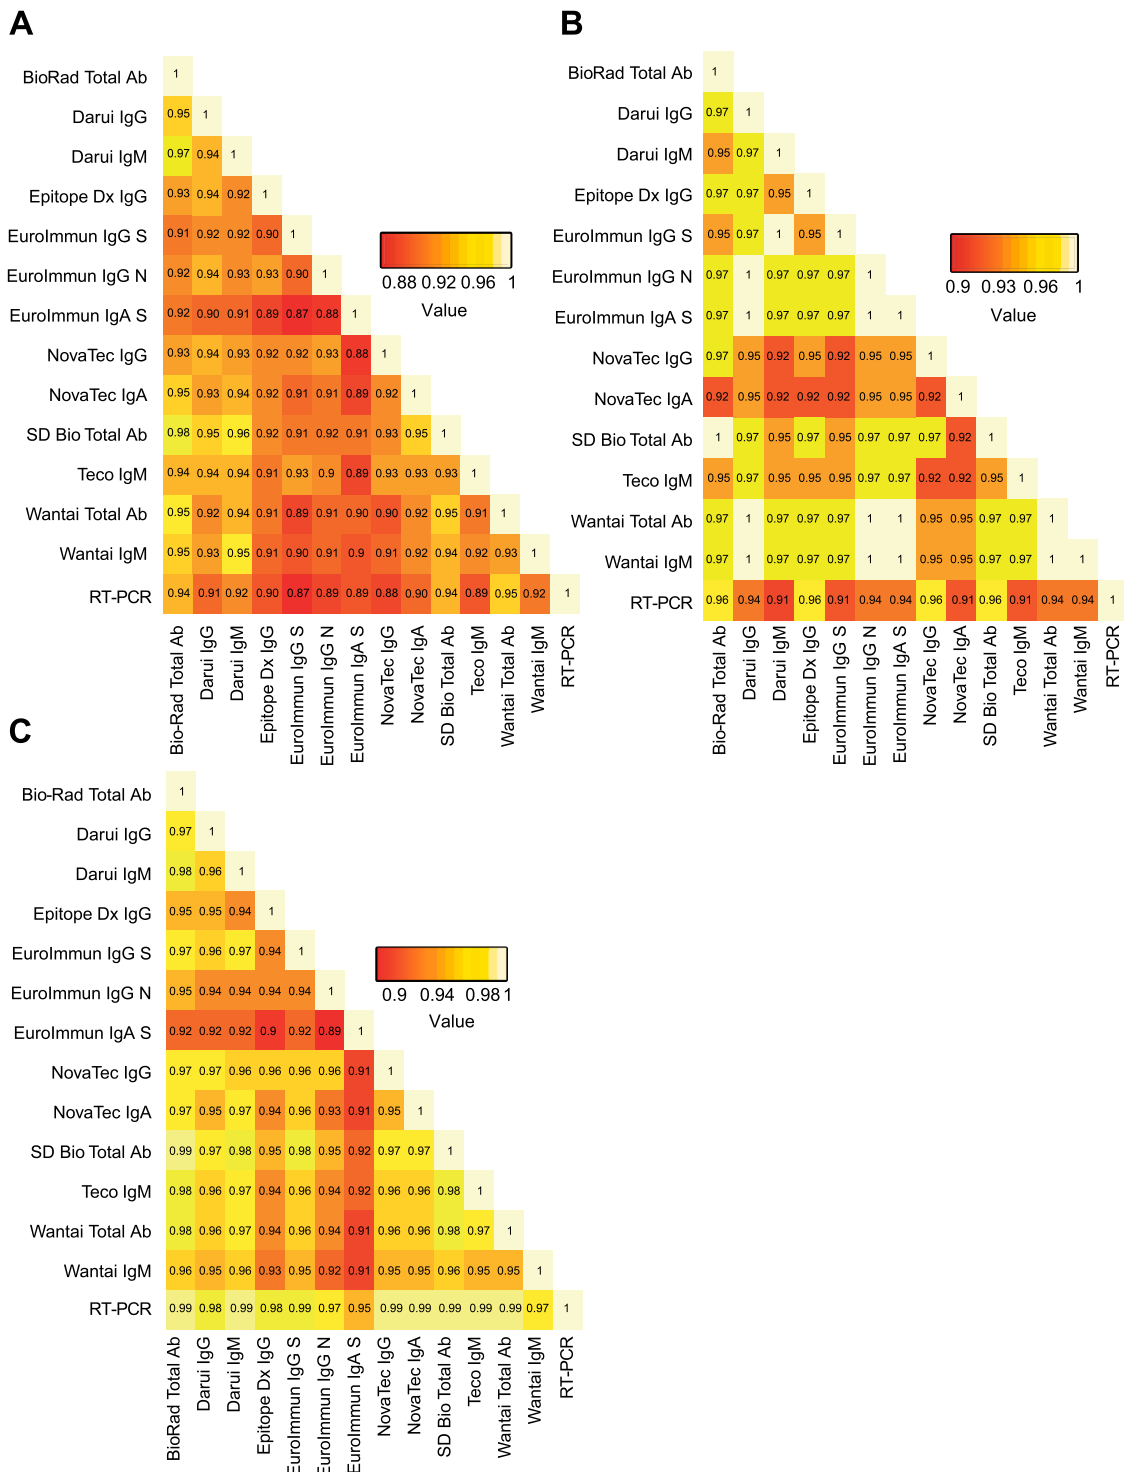 A
BioRad Total Ab 1
Darui IgG 0.95 1
Darui IgM 0.97 0.94 1
Epitope Dx IgG 0.93 0.94 0.92 1
EuroImmun IgG S 0.91 0.92 0.92 0.90 1
EuroImmun IgG N 0.92 0.94 0.93 0.93 0.90 1
EuroImmun IgA S 0.92 0.90 0.91 0.89 0.87 0.88 1
NovaTec IgG 0.93 0.94 0.93 0.92 0.92 0.93 0.88 1
NovaTec IgA 0.95 0.93 0.94 0.92 0.91 0.91 0.89 0.92 1
SD Bio Total Ab 0.98 0.95 0.96 0.92 0.91 0.92 0.91 0.93 0.95 1
Teco IgM 0.94 0.94 0.94 0.91 0.93 0.9 0.89 0.93 0.93 0.93 1
Wantai Total Ab 0.95 0.92 0.94 0.91 0.89 0.91 0.90 0.90 0.92 0.95 0.91 1
Wantai IgM 0.95 0.93 0.95 0.91 0.90 0.91 0.9 0.91 0.92 0.94 0.92 0.93 1
RT-PCR 0.94 0.91 0.92 0.90 0.87 0.89 0.89 0.88 0.90 0.94 0.89 0.95 0.92 1
0.88 0.92 0.96 1
Value
Bio-Rad Total Ab
Darui IgG
Darui IgM
Epitope Dx IgG
EuroImmun IgG S
EuroImmun IgG N
EuroImmun IgA S
NovaTec IgG
NovaTec IgA
SD Bio Total Ab
Teco IgM
Wantai Total Ab
Wantai IgM
RT-PCR
B
BioRad Total Ab 1
Darui IgG 0.97 1
Darui IgM 0.95 0.97 1
Epitope Dx IgG 0.97 0.97 0.95 1
EuroImmun IgG S 0.95 0.97 1 0.95 1
EuroImmun IgG N 0.97 1 0.97 0.97 0.97 1
EuroImmun IgA S 0.97 1 0.97 0.97 0.97 1 1
NovaTec IgG 0.97 0.95 0.92 0.95 0.92 0.95 0.95 1
NovaTec IgA 0.92 0.95 0.92 0.92 0.92 0.95 0.95 0.92 1
SD Bio Total Ab 1 0.97 0.95 0.97 0.95 0.97 0.97 0.97 0.92 1
Teco IgM 0.95 0.97 0.95 0.95 0.95 0.97 0.97 0.92 0.92 0.95 1
Wantai Total Ab 0.97 1 0.97 0.97 0.97 1 1 0.95 0.95 0.97 0.97 1
Wantai IgM 0.97 1 0.97 0.97 0.97 1 1 0.95 0.95 0.97 0.97 1 1
RT-PCR 0.96 0.94 0.91 0.96 0.91 0.94 0.94 0.96 0.91 0.96 0.91 0.94 0.94 1
0.9 0.93 0.96 1
Value
Bio-Rad Total Ab
Darui IgG
Darui IgM
Epitope Dx IgG
EuroImmun IgG S
EuroImmun IgG N
EuroImmun IgA S
NovaTec IgG
NovaTec IgA
SD Bio Total Ab
Teco IgM
Wantai Total Ab
Wantai IgM
RT-PCR
C
Bio-Rad Total Ab 1
Darui IgG 0.97 1
Darui IgM 0.98 0.96 1
Epitope Dx IgG 0.95 0.95 0.94 1
EuroImmun IgG S 0.97 0.96 0.97 0.94 1
EuroImmun IgG N 0.95 0.94 0.94 0.94 0.94 1
EuroImmun IgA S 0.92 0.92 0.92 0.9 0.92 0.89 1
NovaTec IgG 0.97 0.97 0.96 0.96 0.96 0.96 0.91 1
NovaTec IgA 0.97 0.95 0.97 0.94 0.96 0.93 0.91 0.95 1
SD Bio Total Ab 0.99 0.97 0.98 0.95 0.98 0.95 0.92 0.97 0.97 1
Teco IgM 0.98 0.96 0.97 0.94 0.96 0.94 0.92 0.96 0.96 0.98 1
Wantai Total Ab 0.98 0.96 0.97 0.94 0.96 0.94 0.91 0.96 0.96 0.98 0.97 1
Wantai IgM 0.96 0.95 0.96 0.93 0.95 0.92 0.91 0.95 0.95 0.96 0.95 0.95 1
RT-PCR 0.99 0.98 0.99 0.98 0.99 0.97 0.95 0.99 0.99 0.99 0.99 0.99 0.97 1
0.9 0.94 0.98 1
Value
BioRad Total Ab
Darui IgG
Darui IgM
Epitope Dx IgG
EuroImmun IgG S
EuroImmun IgG N
EuroImmun IgA S
NovaTec IgG
NovaTec IgA
SD Bio Total Ab
Teco IgM
Wantai Total Ab
Wantai IgM
RT-PCR